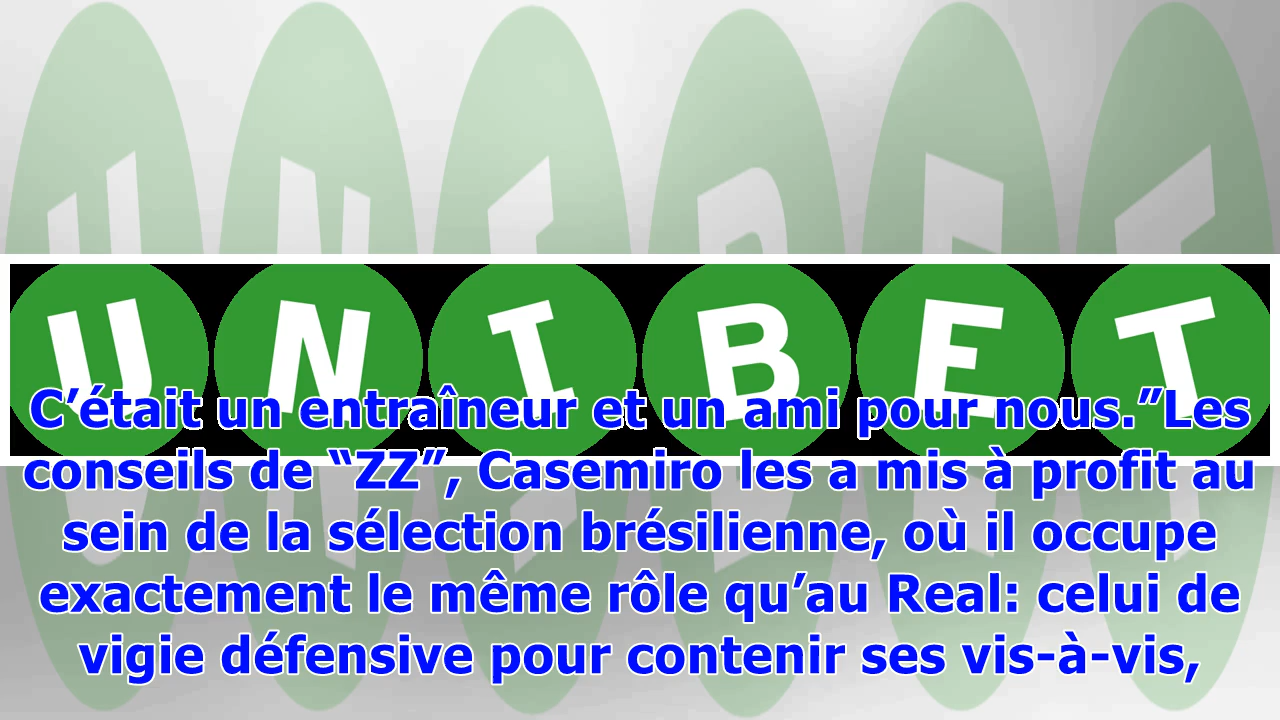 UNIBET
C’était un entraîneur et un ami pour nous.”Les
conseils de “ZZ”, Casemiro les a mis à profit au
sein de la sélection brésilienne, où il occupe
exactement le même rôle qu’au Real: celui de
vigie défensive pour contenir ses vis-à-vis,